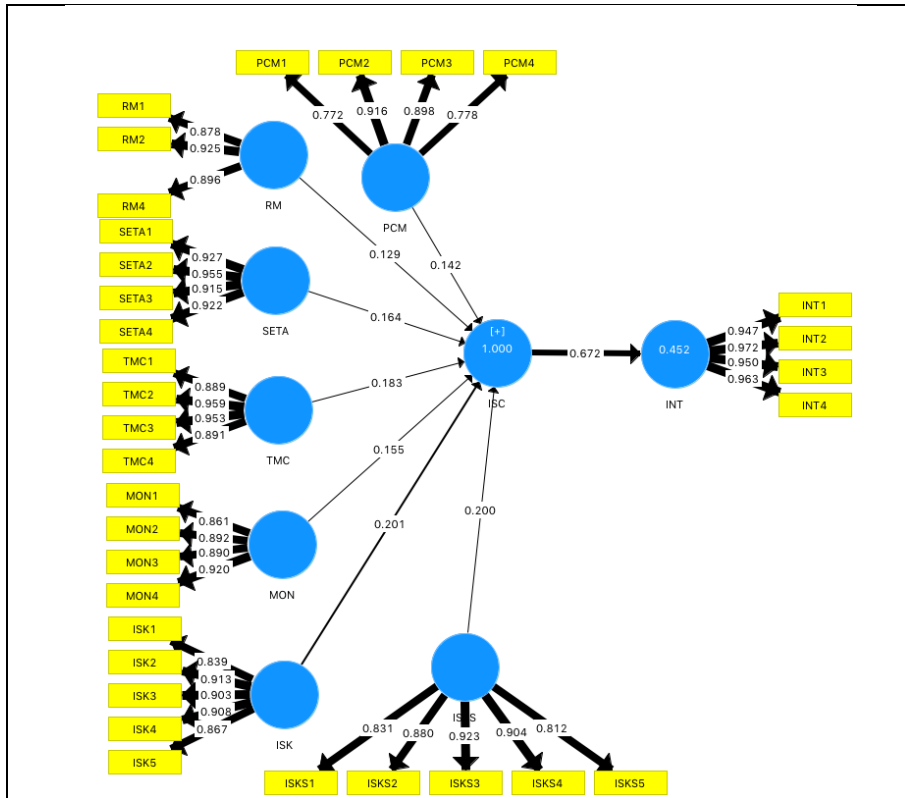 PCM1
PCM2
PCM3
PCM4
0.772
0.916
0.898
0.778
PCM
0.142
RM1
RM2
RM4
0.878
0.925
0.896
RM
0.129
SETA1
SETA2
SETA3
SETA4
0.927
0.955
0.915
0.922
SETA
0.164
TMC1
TMC2
TMC3
TMC4
0.889
0.959
0.953
0.891
TMC
0.183
MON1
MON2
MON3
MON4
0.861
0.892
0.890
0.920
MON
0.155
ISK1
ISK2
ISK3
ISK4
ISK5
0.839
0.913
0.903
0.908
0.867
ISK
0.201
[+]
1.000
ISC
0.672
0.452
INT
0.947
0.972
0.950
0.963
INT1
INT2
INT3
INT4
0.200
0.831
0.880
0.923
0.904
0.812
ISKS1
ISKS2
ISKS3
ISKS4
ISKS5